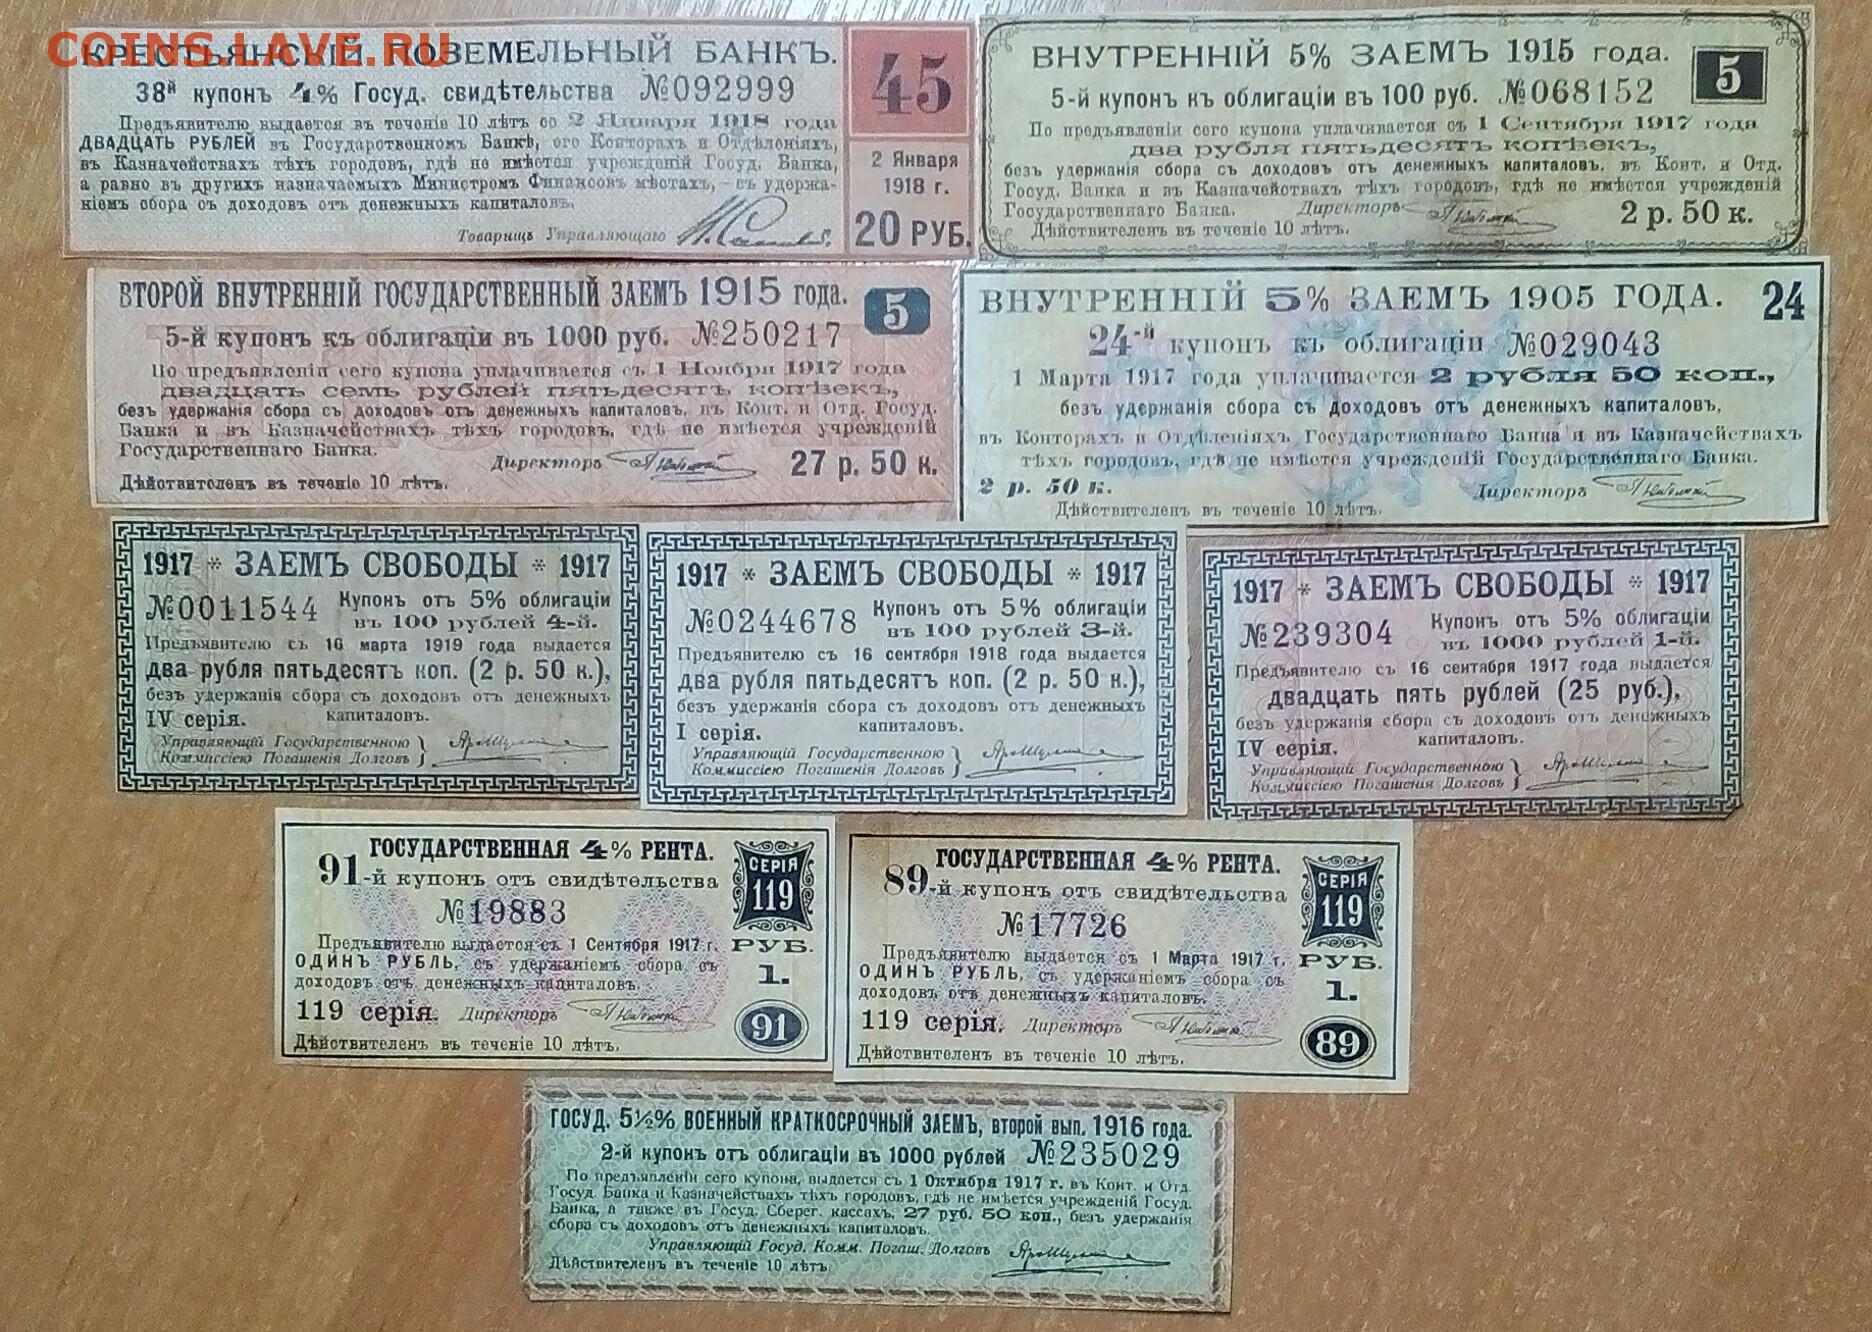 COINS.LAVE.RU
КРЕСТЬЯНСКІЙ ПОЗЕМЕЛЬНЫЙ БАНКЪ.
38й купонъ 4% Госуд. свидѣтельства №092999
Предъявителю выдается въ теченіе 10 лѣтъ со 2 Января 1918 года
ДВАДЦАТЬ РУБЛЕЙ въ Государственномъ Банкѣ, его Конторахъ и Отдѣленіяхъ,
въ Казначействахъ тѣхъ городовъ, гдѣ не имѣется учрежденій Госуд. Банка,
а равно въ другихъ назначаемыхъ Министромъ Финансовъ мѣстахъ,—съ удержа-
ніемъ сбора съ доходовъ отъ денежныхъ капиталовъ.
Товарищъ Управляющаго
45
2 Января
1918 г.
20 РУБ.
ВНУТРЕННІЙ 5% ЗАЕМЪ 1915 года.
5
5-й купонъ къ облигаціи въ 100 руб. №068152
По предъявленіи сего купона уплачивается съ 1 Сентября 1917 года
два рубля пятьдесятъ копѣекъ,
безъ удержанія сбора съ доходовъ отъ денежныхъ капиталовъ, въ Конт. и Отд.
Госуд. Банка и въ Казначействахъ тѣхъ городовъ, гдѣ не имѣется учрежденій
Государственнаго Банка. Директоръ
2 р. 50 к.
Дѣйствителенъ въ теченіе 10 лѣтъ.
ВТОРОЙ ВНУТРЕННІЙ ГОСУДАРСТВЕННЫЙ ЗАЕМЪ 1915 года.
5
5-й купонъ къ облигаціи въ 1000 руб. №250217
По предъявленіи сего купона уплачивается съ 1 Ноября 1917 года
двадцать семь рублей пятьдесятъ копѣекъ,
безъ удержанія сбора съ доходовъ отъ денежныхъ капиталовъ, въ Конт. и Отд. Госуд.
Банка и въ Казначействахъ тѣхъ городовъ, гдѣ не имѣется учрежденій
Государственнаго Банка.
Директоръ
27 р. 50 к.
Дѣйствителенъ въ теченіе 10 лѣтъ.
ВНУТРЕННІЙ 5% ЗАЕМЪ 1905 ГОДА.
24
24-й купонъ къ облигаціи №029043
1 Марта 1917 года уплачивается 2 рубля 50 коп.,
безъ удержанія сбора съ доходовъ отъ денежныхъ капиталовъ,
въ Конторахъ и Отдѣленіяхъ Государственнаго Банка и въ Казначействахъ
тѣхъ городовъ, гдѣ не имѣется учрежденій Государственнаго Банка.
2 р. 50 к.
Директоръ
Дѣйствителенъ въ теченіе 10 лѣтъ.
1917 * ЗАЕМЪ СВОБОДЫ * 1917
№0011544 Купонъ отъ 5% облигаціи
въ 100 рублей 4-й.
Предъявителю съ 16 марта 1919 года выдается
два рубля пятьдесятъ коп. (2 р. 50 к.),
безъ удержанія сбора съ доходовъ отъ денежныхъ
IV серія. капиталовъ.
Управляющій Государственною
Коммиссіею Погашенія Долговъ
1917 * ЗАЕМЪ СВОБОДЫ * 1917
№0244678 Купонъ отъ 5% облигаціи
въ 100 рублей 3-й.
Предъявителю съ 16 сентября 1918 года выдается
два рубля пятьдесятъ коп. (2 р. 50 к.),
безъ удержанія сбора съ доходовъ отъ денежныхъ
I серія. капиталовъ.
Управляющій Государственною
Коммиссіею Погашенія Долговъ
1917 * ЗАЕМЪ СВОБОДЫ * 1917
№239304 Купонъ отъ 5% облигаціи
въ 1000 рублей 1-й.
Предъявителю съ 16 сентября 1917 года выдается
двадцать пять рублей (25 руб.),
безъ удержанія сбора съ доходовъ отъ денежныхъ
IV серія. капиталовъ.
Управляющій Государственною
Коммиссіею Погашенія Долговъ
ГОСУДАРСТВЕННАЯ 4% РЕНТА.
91-й купонъ отъ свидѣтельства
№19883
СЕРІЯ
119
Предъявителю выдается съ 1 Сентября 1917 г.
ОДИНЪ РУБЛЬ, съ удержаніемъ сбора съ
доходовъ отъ денежныхъ капиталовъ.
РУБ.
1.
119 серія. Директоръ
91
Дѣйствителенъ въ теченіе 10 лѣтъ.
ГОСУДАРСТВЕННАЯ 4% РЕНТА.
89-й купонъ отъ свидѣтельства
№17726
СЕРІЯ
119
Предъявителю выдается съ 1 Марта 1917 г.
ОДИНЪ РУБЛЬ, съ удержаніемъ сбора съ
доходовъ отъ денежныхъ капиталовъ.
РУБ.
1.
119 серія. Директоръ
89
Дѣйствителенъ въ теченіе 10 лѣтъ.
ГОСУД. 5½% ВОЕННЫЙ КРАТКОСРОЧНЫЙ ЗАЕМЪ, второй вып. 1916 года.
2-й купонъ отъ облигаціи въ 1000 рублей №235029
По предъявленіи сего купона, выдается съ 1 Октября 1917 г. въ Конт. и Отд.
Госуд. Банка и Казначействахъ тѣхъ городовъ, гдѣ не имѣется учрежденій Госуд.
Банка, а также въ Госуд. Сберег. кассахъ, 27 руб. 50 коп., безъ удержанія
сбора съ доходовъ отъ денежныхъ капиталовъ.
Управляющій Госуд. Комм. Погаш. Долговъ
Дѣйствителенъ въ теченіе 10 лѣтъ.